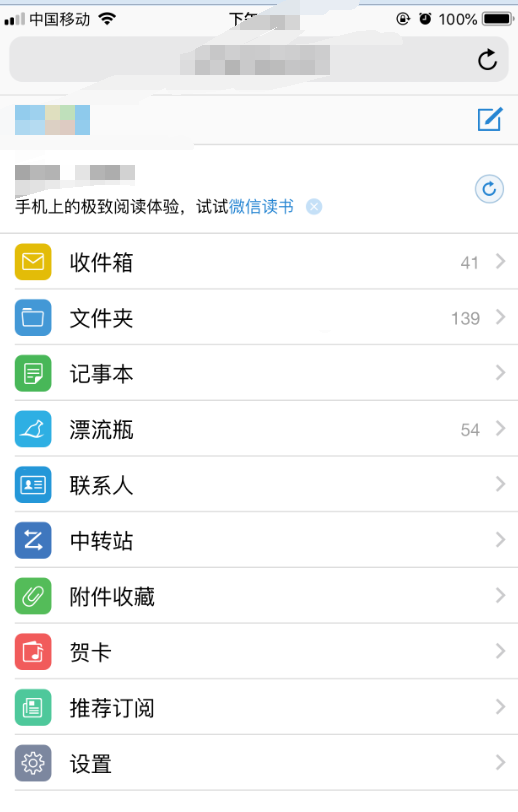 中国移动 下午 100%
手机上的极致阅读体验，试试微信读书
收件箱 41
文件夹 139
记事本
漂流瓶 54
联系人
中转站
附件收藏
贺卡
推荐订阅
设置